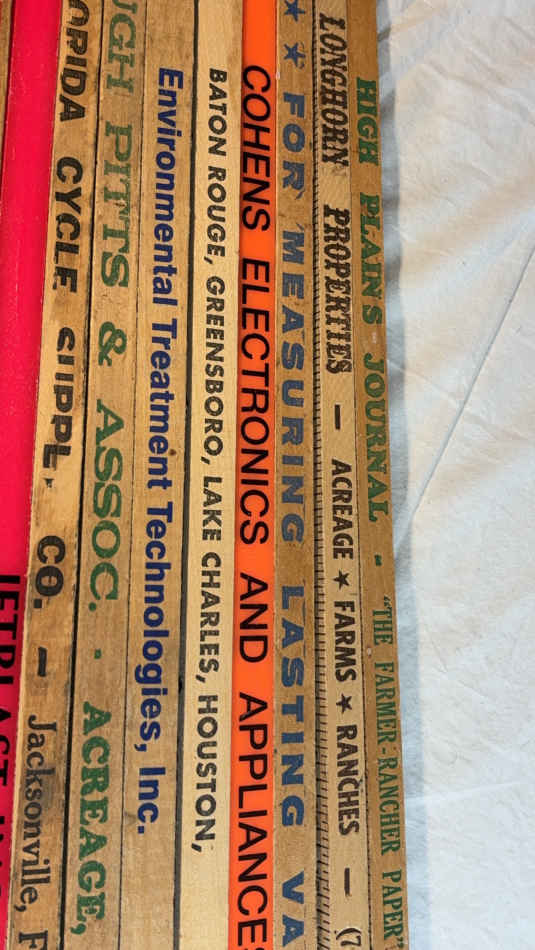 HIGH PLAINS JOURNAL - "THE FARMER-RANCHER PAPER"
LONGHORN PROPERTIES — ACREAGE ★ FARMS ★ RANCHES — (7
★ ★ FOR MEASURING LASTING VA
COHENS ELECTRONICS AND APPLIANCES
BATON ROUGE, GREENSBORO, LAKE CHARLES, HOUSTON,
Environmental Treatment Technologies, Inc.
UGH PITTS & ASSOC. · ACREAGE,
ORIDA CYCLE SUPPL CO. — Jacksonville, F